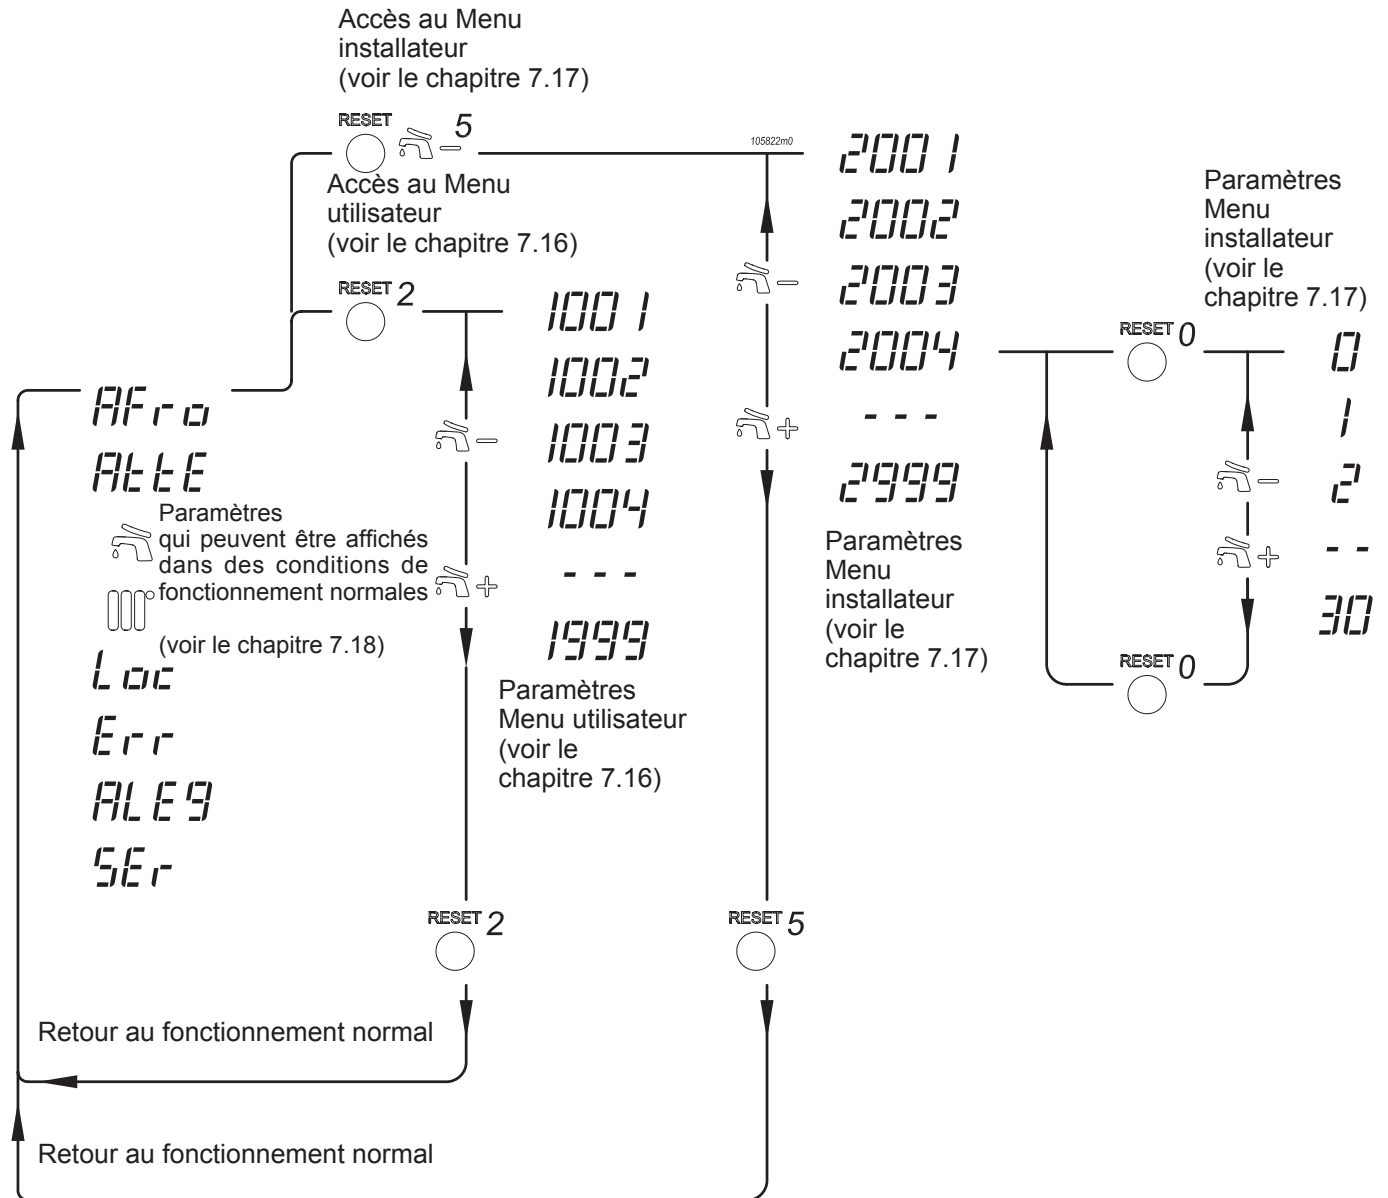 Accès au Menu
installateur
(voir le chapitre 7.17)
RESET
5
105822m0
Accès au Menu
utilisateur
(voir le chapitre 7.16)
RESET 2
1001
1002
1003
1004
- - -
1999
Paramètres
Menu utilisateur
(voir le
chapitre 7.16)
2001
2002
2003
2004
- - -
2999
Paramètres
Menu
installateur
(voir le
chapitre 7.17)
Paramètres
Menu
installateur
(voir le
chapitre 7.17)
RESET 0
0
1
2
- -
30
RESET 0
AFro
AttE
Paramètres
qui peuvent être affichés
dans des conditions de
fonctionnement normales
(voir le chapitre 7.18)
Loc
Err
ALE9
SEr
RESET 2
RESET 5
Retour au fonctionnement normal
Retour au fonctionnement normal